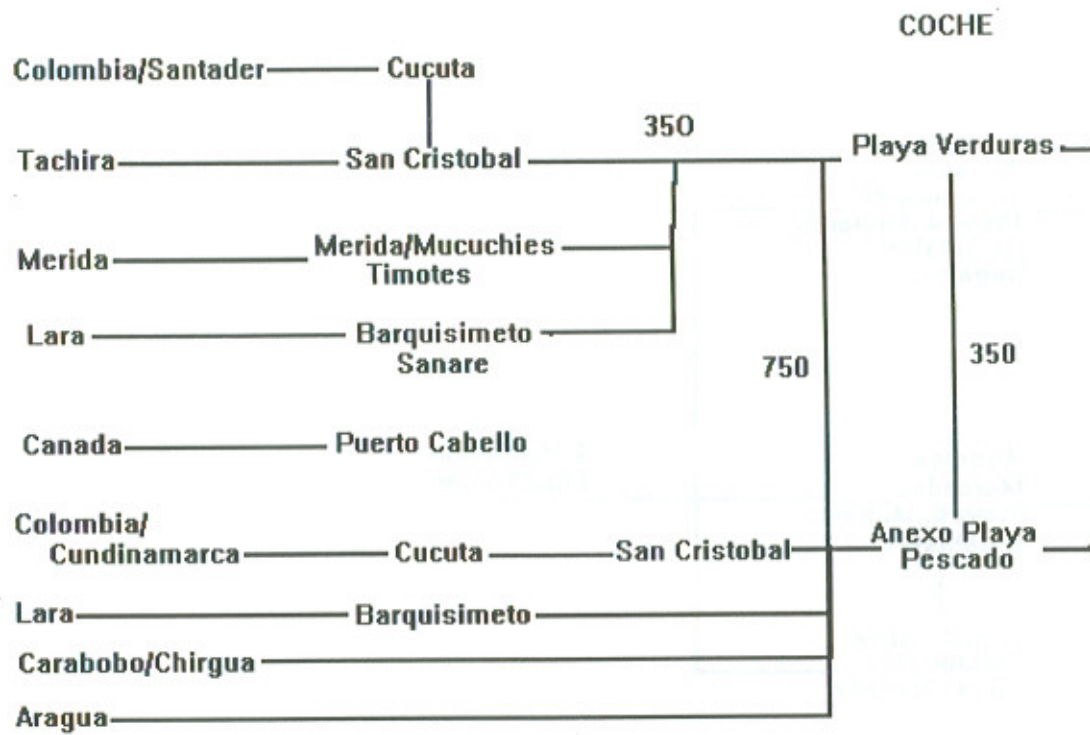 COCHE
Colombia/Santader Cucuta
350
Tachira San Cristobal Playa Verduras
Merida Merida/Mucuchies
Timotes
Lara Barquisimeto
Sanare
750 350
Canada Puerto Cabello
Colombia/
Cundinamarca Cucuta San Cristobal Anexo Playa
Pescado
Lara Barquisimeto
Carabobo/Chirgua
Aragua